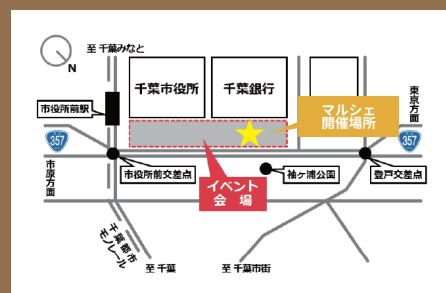 至 千葉みなと
N
千葉市役所
千葉銀行
市役所前駅
マルシェ
開催場所
東京方面
357
357
市原方面
市役所前交差点
イベント
会 場
袖ヶ浦公園
登戸交差点
千葉都市
モノレール
至 千葉
至 千葉市街